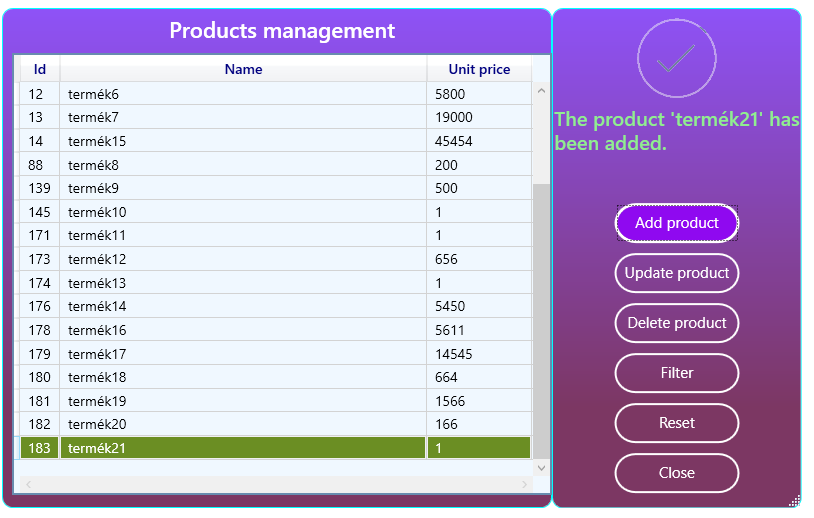 Products management
Id Name Unit price
12 termék6 5800
13 termék7 19000
14 termék15 45454
88 termék8 200
139 termék9 500
145 termék10 1
171 termék11 1
173 termék12 656
174 termék13 1
176 termék14 5450
178 termék16 5611
179 termék17 14545
180 termék18 664
181 termék19 1566
182 termék20 166
183 termék21 1
The product 'termék21' has
been added.
Add product
Update product
Delete product
Filter
Reset
Close